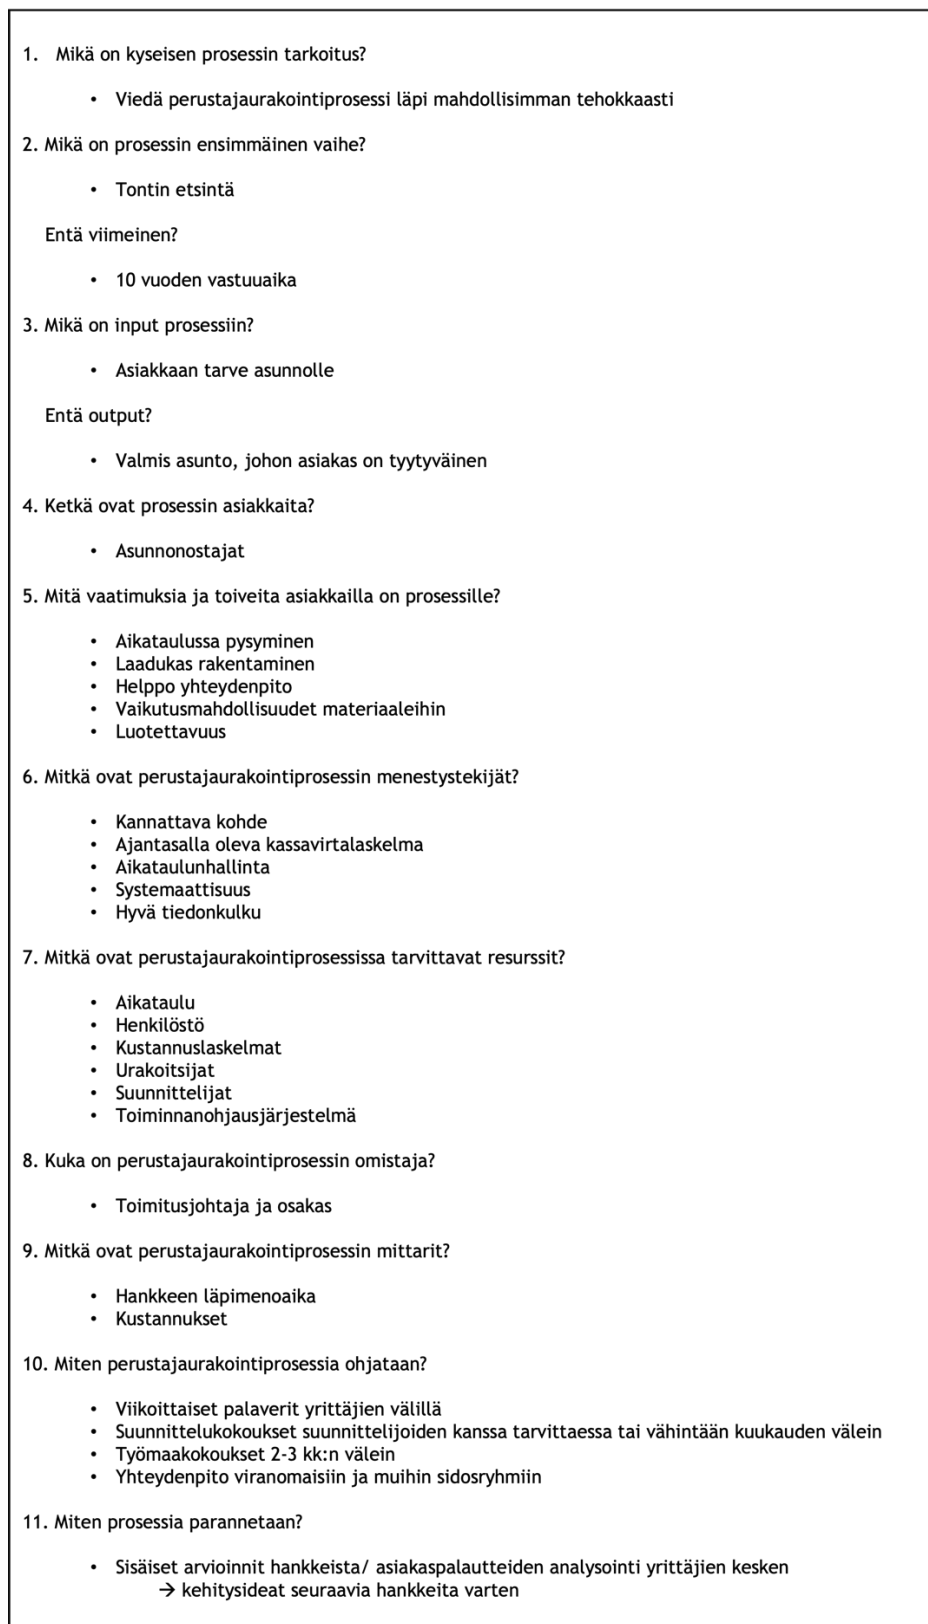 1. Mikä on kyseisen prosessin tarkoitus?
• Viedä perustajaurakointiprosessi läpi mahdollisimman tehokkaasti
2. Mikä on prosessin ensimmäinen vaihe?
• Tontin etsintä
Entä viimeinen?
• 10 vuoden vastuuaika
3. Mikä on input prosessiin?
• Asiakkaan tarve asunnolle
Entä output?
• Valmis asunto, johon asiakas on tyytyväinen
4. Ketkä ovat prosessin asiakkaita?
• Asunnonostajat
5. Mitä vaatimuksia ja toiveita asiakkailla on prosessille?
• Aikataulussa pysyminen
• Laadukas rakentaminen
• Helppo yhteydenpito
• Vaikutusmahdollisuudet materiaaleihin
• Luotettavuus
6. Mitkä ovat perustajaurakointiprosessin menestystekijät?
• Kannattava kohde
• Ajantasalla oleva kassavirtalaskelma
• Aikataulunhallinta
• Systemaattisuus
• Hyvä tiedonkulku
7. Mitkä ovat perustajaurakointiprosessissa tarvittavat resurssit?
• Aikataulu
• Henkilöstö
• Kustannuslaskelmat
• Urakoitsijat
• Suunnittelijat
• Toiminnanohjausjärjestelmä
8. Kuka on perustajaurakointiprosessin omistaja?
• Toimitusjohtaja ja osakas
9. Mitkä ovat perustajaurakointiprosessin mittarit?
• Hankkeen läpimenoaika
• Kustannukset
10. Miten perustajaurakointiprosessia ohjataan?
• Viikoittaiset palaverit yrittäjien välillä
• Suunnittelukokoukset suunnittelijoiden kanssa tarvittaessa tai vähintään kuukauden välein
• Työmaakokoukset 2-3 kk:n välein
• Yhteydenpito viranomaisiin ja muihin sidosryhmiin
11. Miten prosessia parannetaan?
• Sisäiset arvioinnit hankkeista/ asiakaspalautteiden analysointi yrittäjien kesken
→ kehitysideat seuraavia hankkeita varten